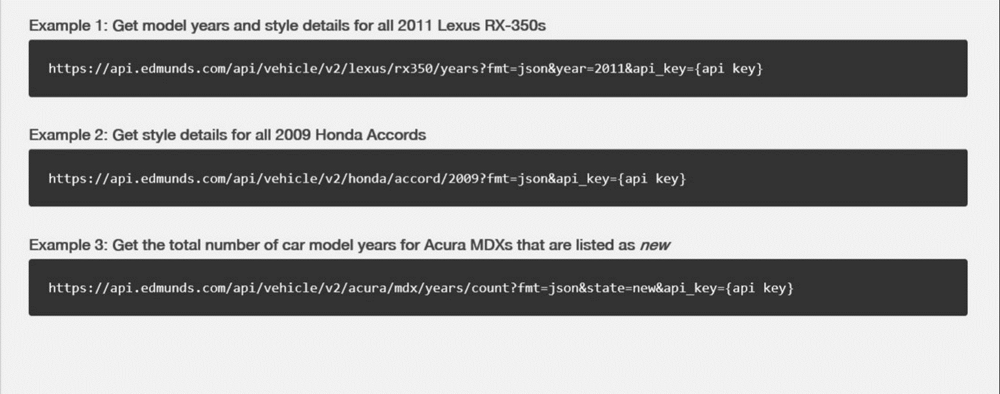 Example 1: Get model years and style details for all 2011 Lexus RX-350s
https://api.edmunds.com/api/vehicle/v2/lexus/rx350/years?fmt=json&year=2011&api_key={api key}
Example 2: Get style details for all 2009 Honda Accords
https://api.edmunds.com/api/vehicle/v2/honda/accord/2009?fmt=json&api_key={api key}
Example 3: Get the total number of car model years for Acura MDXs that are listed as new
https://api.edmunds.com/api/vehicle/v2/acura/mdx/years/count?fmt=json&state=new&api_key={api key}